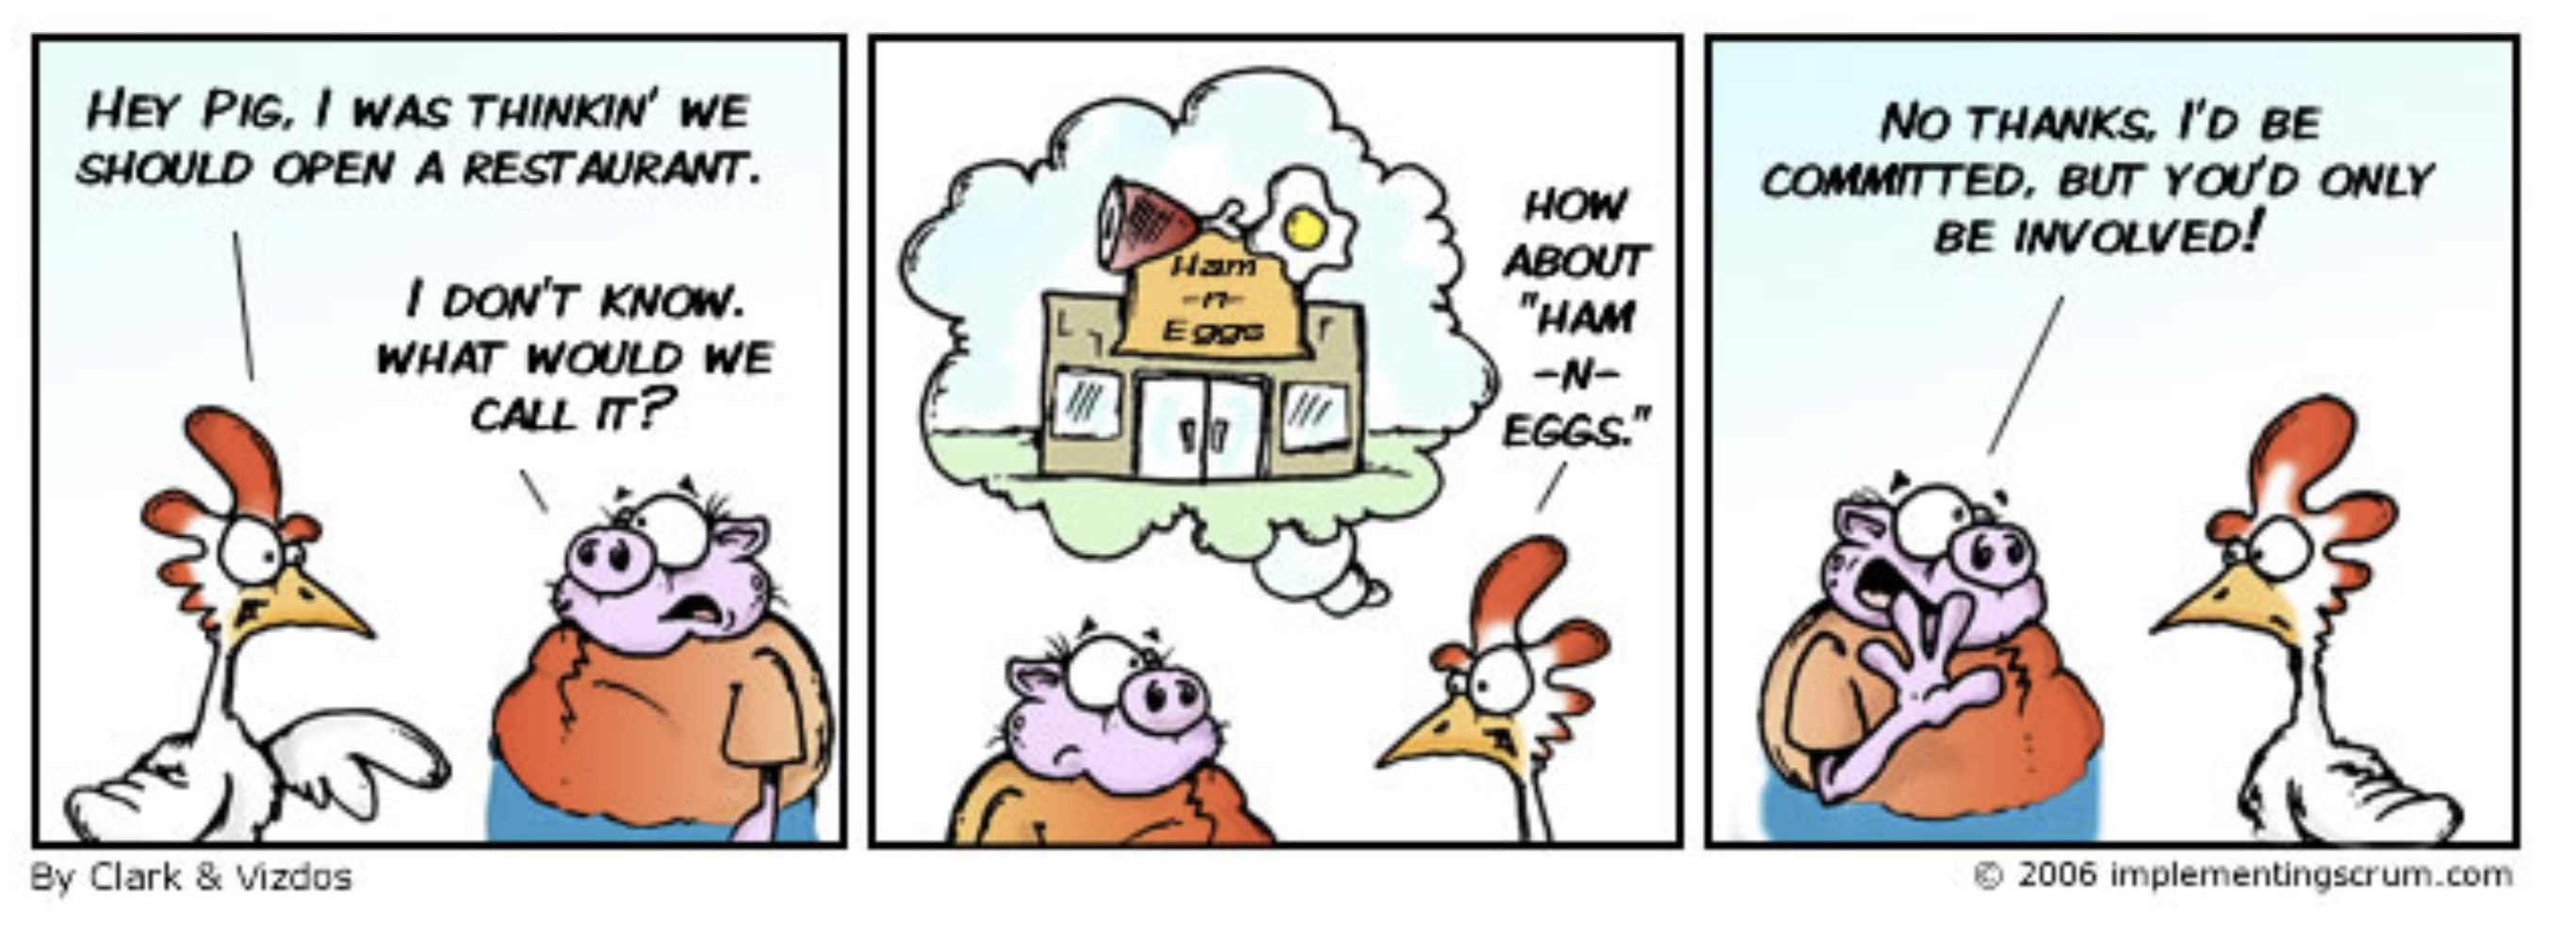 HEY PIG, I WAS THINKIN' WE
SHOULD OPEN A RESTAURANT.
I DON'T KNOW.
WHAT WOULD WE
CALL IT?
Ham
-n-
Eggs
HOW
ABOUT
"HAM
-N-
EGGS."
NO THANKS. I'D BE
COMMITTED, BUT YOU'D ONLY
BE INVOLVED!
By Clark & Vizdos
© 2006 implementingscrum.com